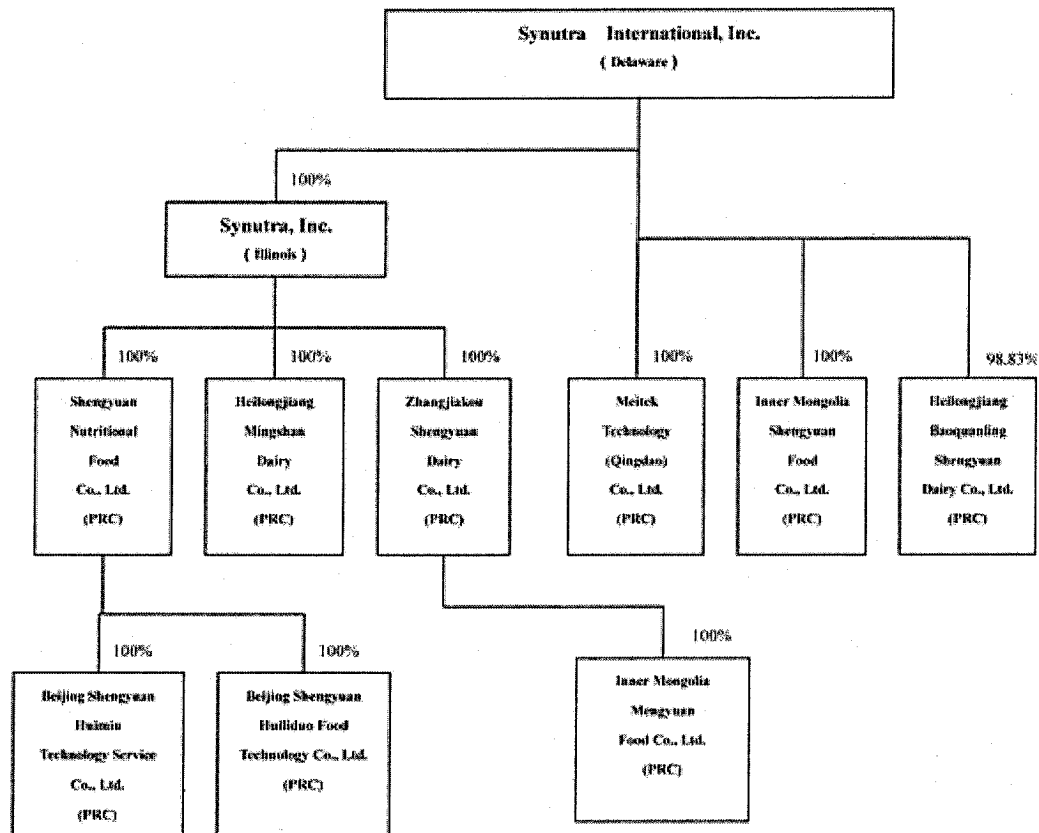 Synutra International, Inc.
( Delaware )
100%
Synutra, Inc.
( Illinois )
100%
100%
100%
100%
100%
98.83%
Shengyuan
Nutritional
Food
Co., Ltd.
(PRC)
Heilongjiang
Mingshan
Dairy
Co., Ltd.
(PRC)
Zhangjiakou
Shengyuan
Dairy
Co., Ltd.
(PRC)
Meitek
Technology
(Qingdao)
Co., Ltd.
(PRC)
Inner Mongolia
Shengyuan
Food
Co., Ltd.
(PRC)
Heilongjiang
Baoquanling
Shengyuan
Dairy Co., Ltd.
(PRC)
100%
100%
100%
Beijing Shengyuan
Huimin
Technology Service
Co., Ltd.
(PRC)
Beijing Shengyuan
Huiliduo Food
Technology Co., Ltd.
(PRC)
Inner Mongolia
Mengyuan
Food Co., Ltd.
(PRC)